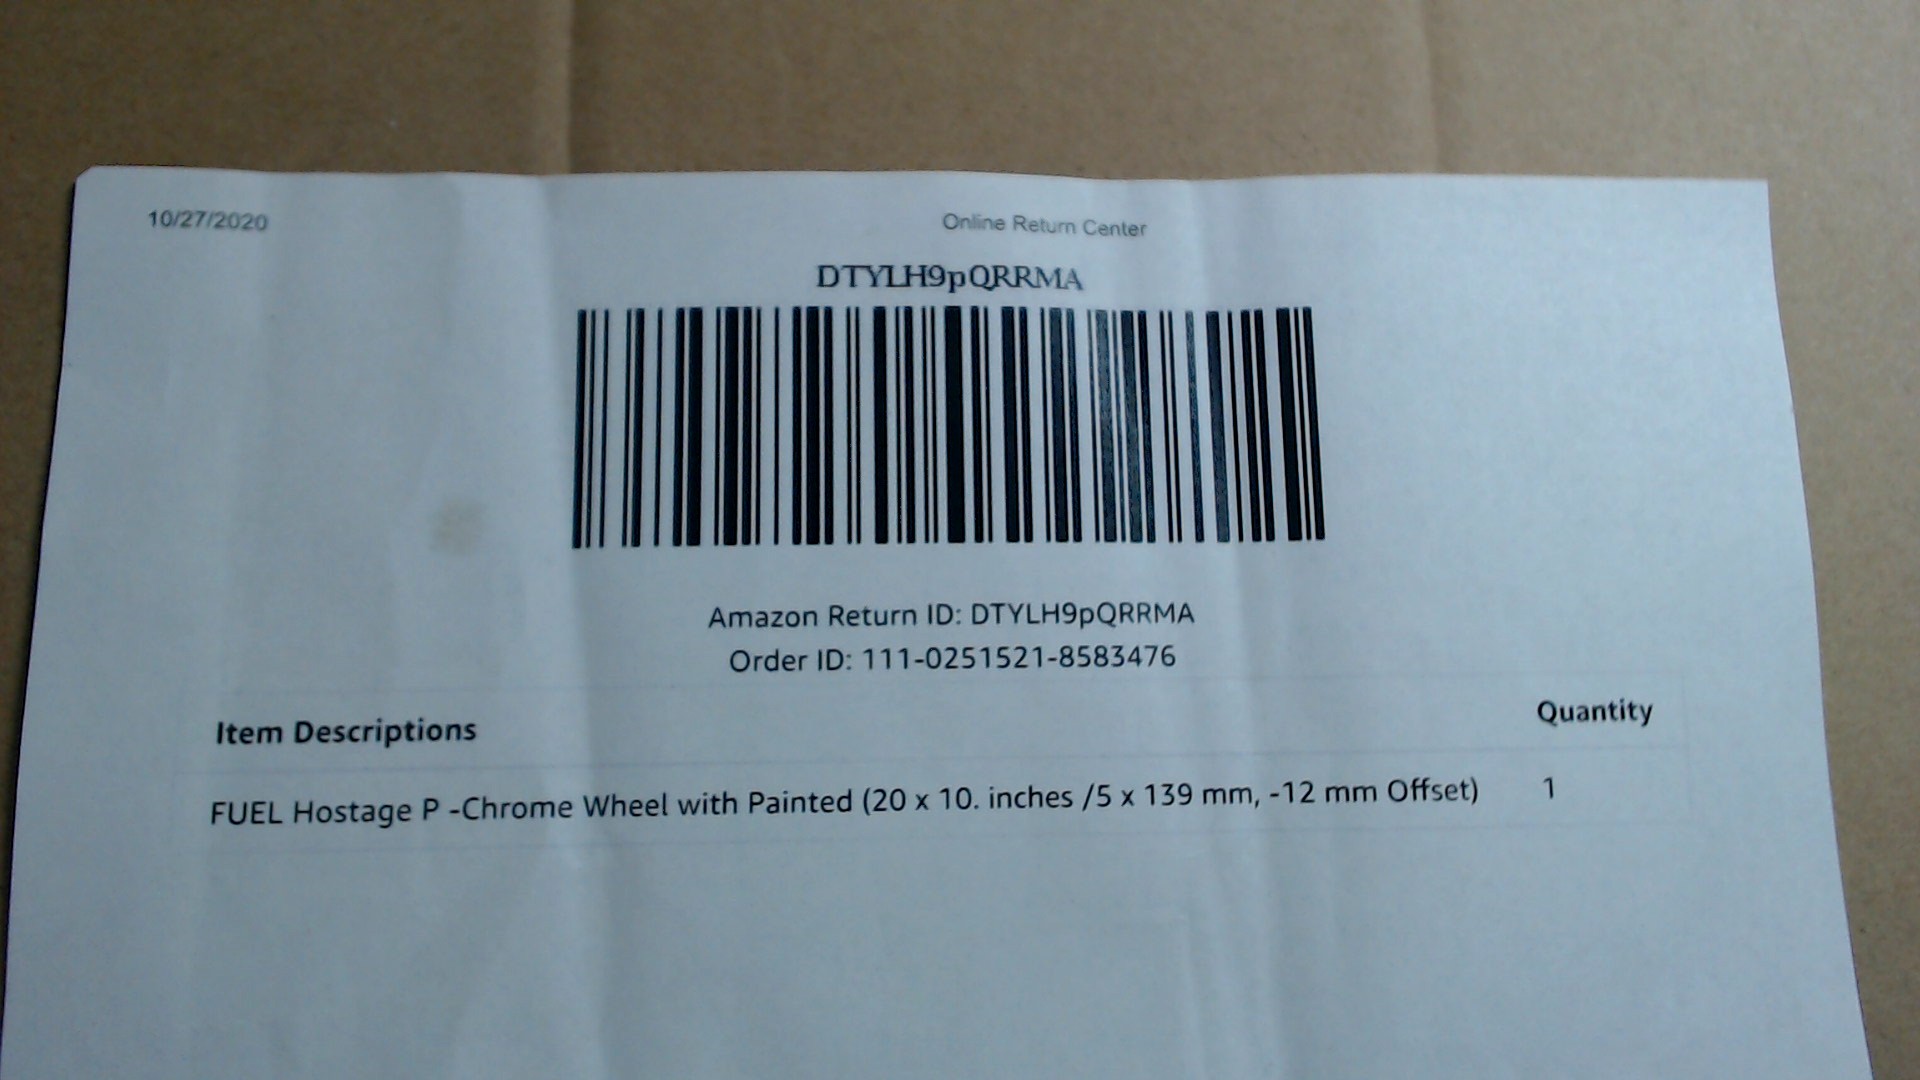 10/27/2020
Online Return Center
DTYLH9pQRRMA
Amazon Return ID: DTYLH9pQRRMA
Order ID: 111-0251521-8583476
Item Descriptions
Quantity
FUEL Hostage P -Chrome Wheel with Painted (20 x 10. inches /5 x 139 mm, -12 mm Offset)
1